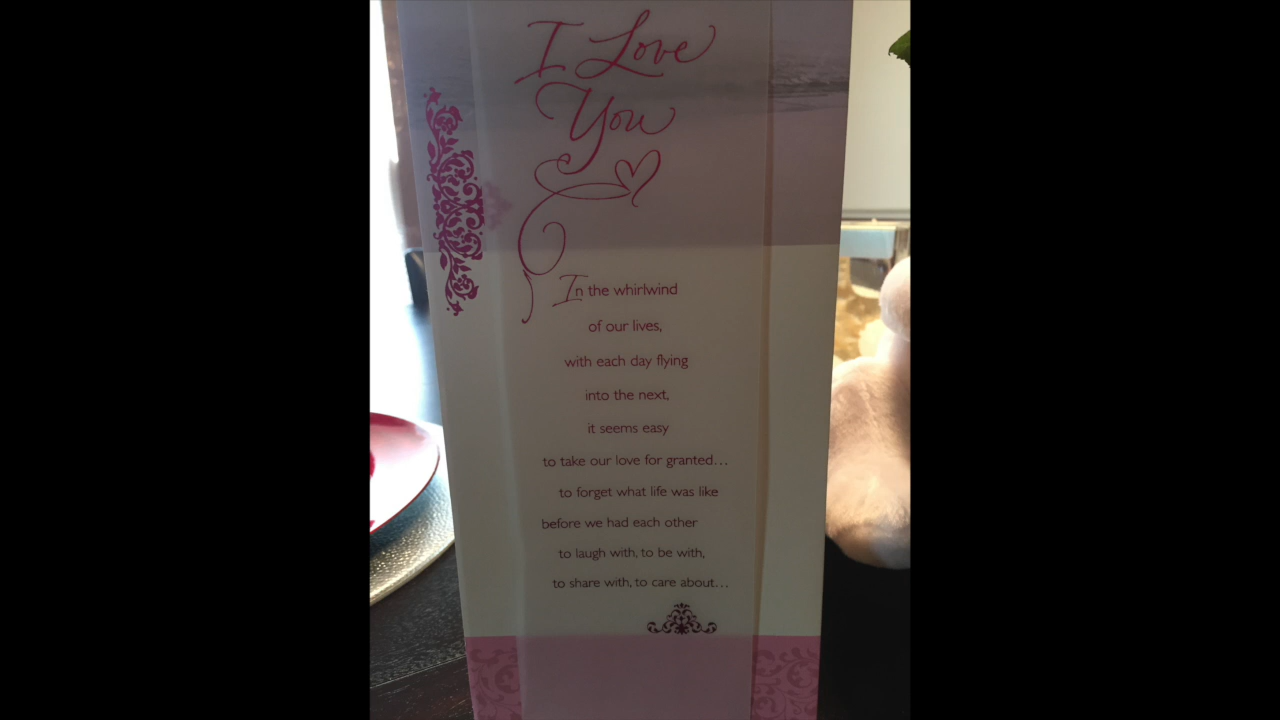 I Love
You
In the whirlwind
of our lives,
with each day flying
into the next,
it seems easy
to take our love for granted...
to forget what life was like
before we had each other
to laugh with, to be with,
to share with, to care about...